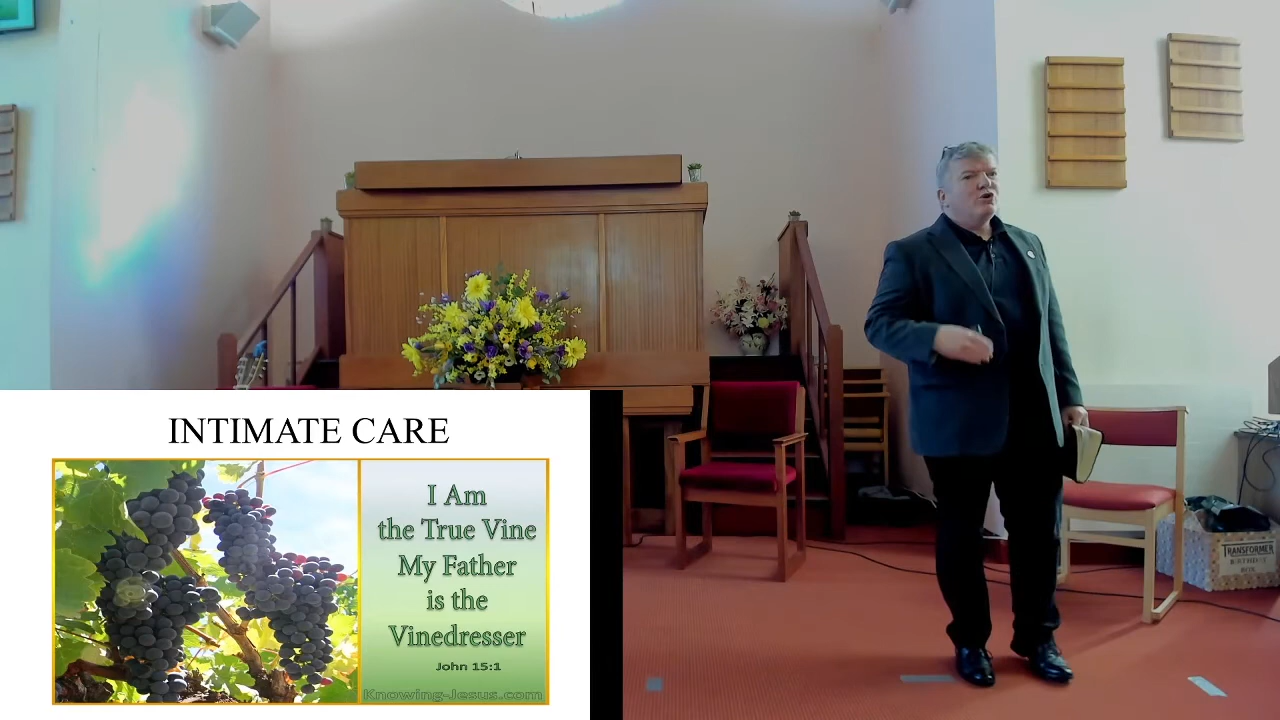 INTIMATE CARE
I Am
the True Vine
My Father
is the
Vinedresser
John 15:1
Knowing-Jesus.com
TRANSFORMER